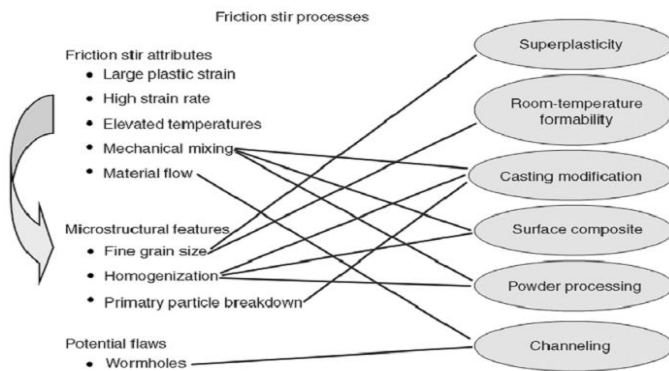 Friction stir processes
Friction stir attributes
• Large plastic strain
• High strain rate
• Elevated temperatures
• Mechanical mixing
• Material flow
Microstructural features
• Fine grain size
• Homogenization
• Primatry particle breakdown
Potential flaws
• Wormholes
Superplasticity
Room-temperature
formability
Casting modification
Surface composite
Powder processing
Channeling